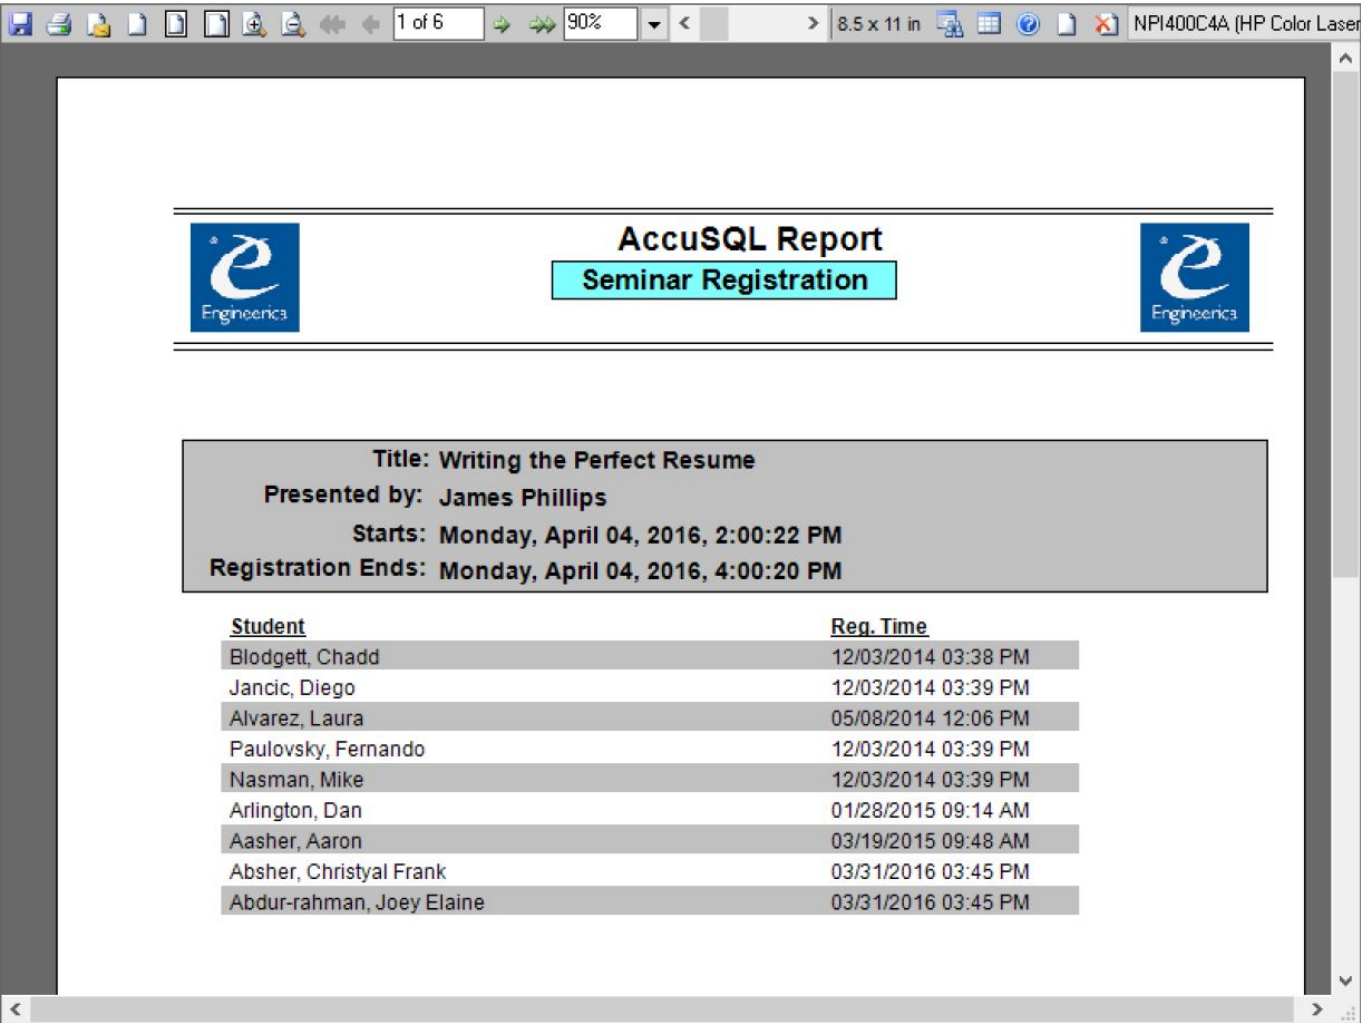 1 of 6 90% 8.5 x 11 in NPI400C4A (HP Color Laser
AccuSQL Report
Seminar Registration
Engineerica Engineerica
Title: Writing the Perfect Resume
Presented by: James Phillips
Starts: Monday, April 04, 2016, 2:00:22 PM
Registration Ends: Monday, April 04, 2016, 4:00:20 PM
Student Reg. Time
Blodgett, Chadd 12/03/2014 03:38 PM
Jancic, Diego 12/03/2014 03:39 PM
Alvarez, Laura 05/08/2014 12:06 PM
Paulovsky, Fernando 12/03/2014 03:39 PM
Nasman, Mike 12/03/2014 03:39 PM
Arlington, Dan 01/28/2015 09:14 AM
Aasher, Aaron 03/19/2015 09:48 AM
Absher, Christyal Frank 03/31/2016 03:45 PM
Abdur-rahman, Joey Elaine 03/31/2016 03:45 PM